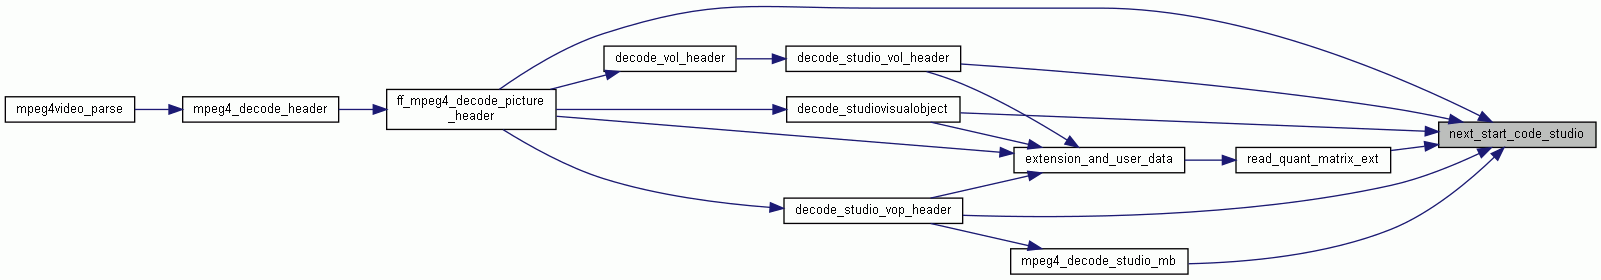 mpeg4video_parse
mpeg4_decode_header
ff_mpeg4_decode_picture
_header
decode_vol_header
decode_studio_vol_header
decode_studiovisualobject
extension_and_user_data
read_quant_matrix_ext
next_start_code_studio
decode_studio_vop_header
mpeg4_decode_studio_mb